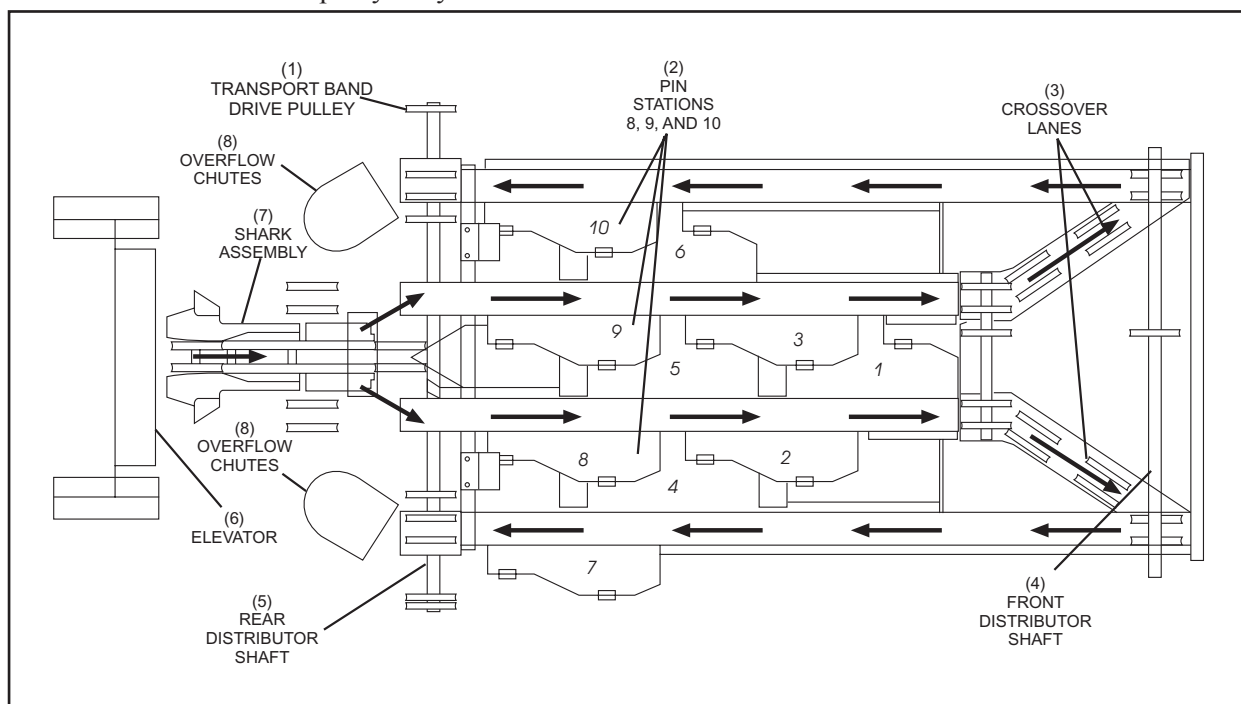 (1)
TRANSPORT BAND
DRIVE PULLEY
(2)
PIN
STATIONS
8, 9, AND 10
(3)
CROSSOVER
LANES
(8)
OVERFLOW
CHUTES
(7)
SHARK
ASSEMBLY
10
6
9
3
5
1
8
2
4
7
(8)
OVERFLOW
CHUTES
(6)
ELEVATOR
(5)
REAR
DISTRIBUTOR
SHAFT
(4)
FRONT
DISTRIBUTOR
SHAFT